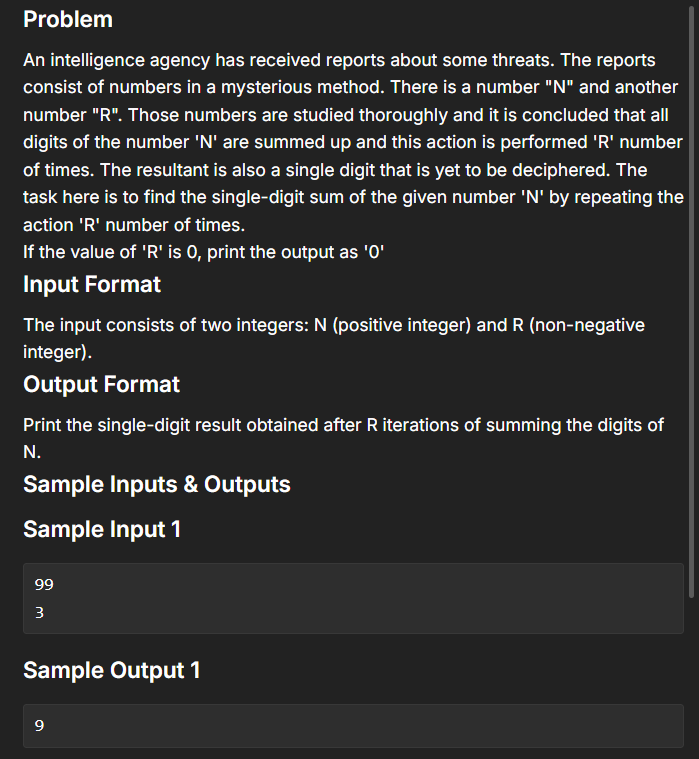 Problem
An intelligence agency has received reports about some threats. The reports
consist of numbers in a mysterious method. There is a number "N" and another
number "R". Those numbers are studied thoroughly and it is concluded that all
digits of the number 'N' are summed up and this action is performed 'R' number
of times. The resultant is also a single digit that is yet to be deciphered. The
task here is to find the single-digit sum of the given number 'N' by repeating the
action 'R' number of times.
If the value of 'R' is 0, print the output as '0'
Input Format
The input consists of two integers: N (positive integer) and R (non-negative
integer).
Output Format
Print the single-digit result obtained after R iterations of summing the digits of
N.
Sample Inputs & Outputs
Sample Input 1
99
3
Sample Output 1
9